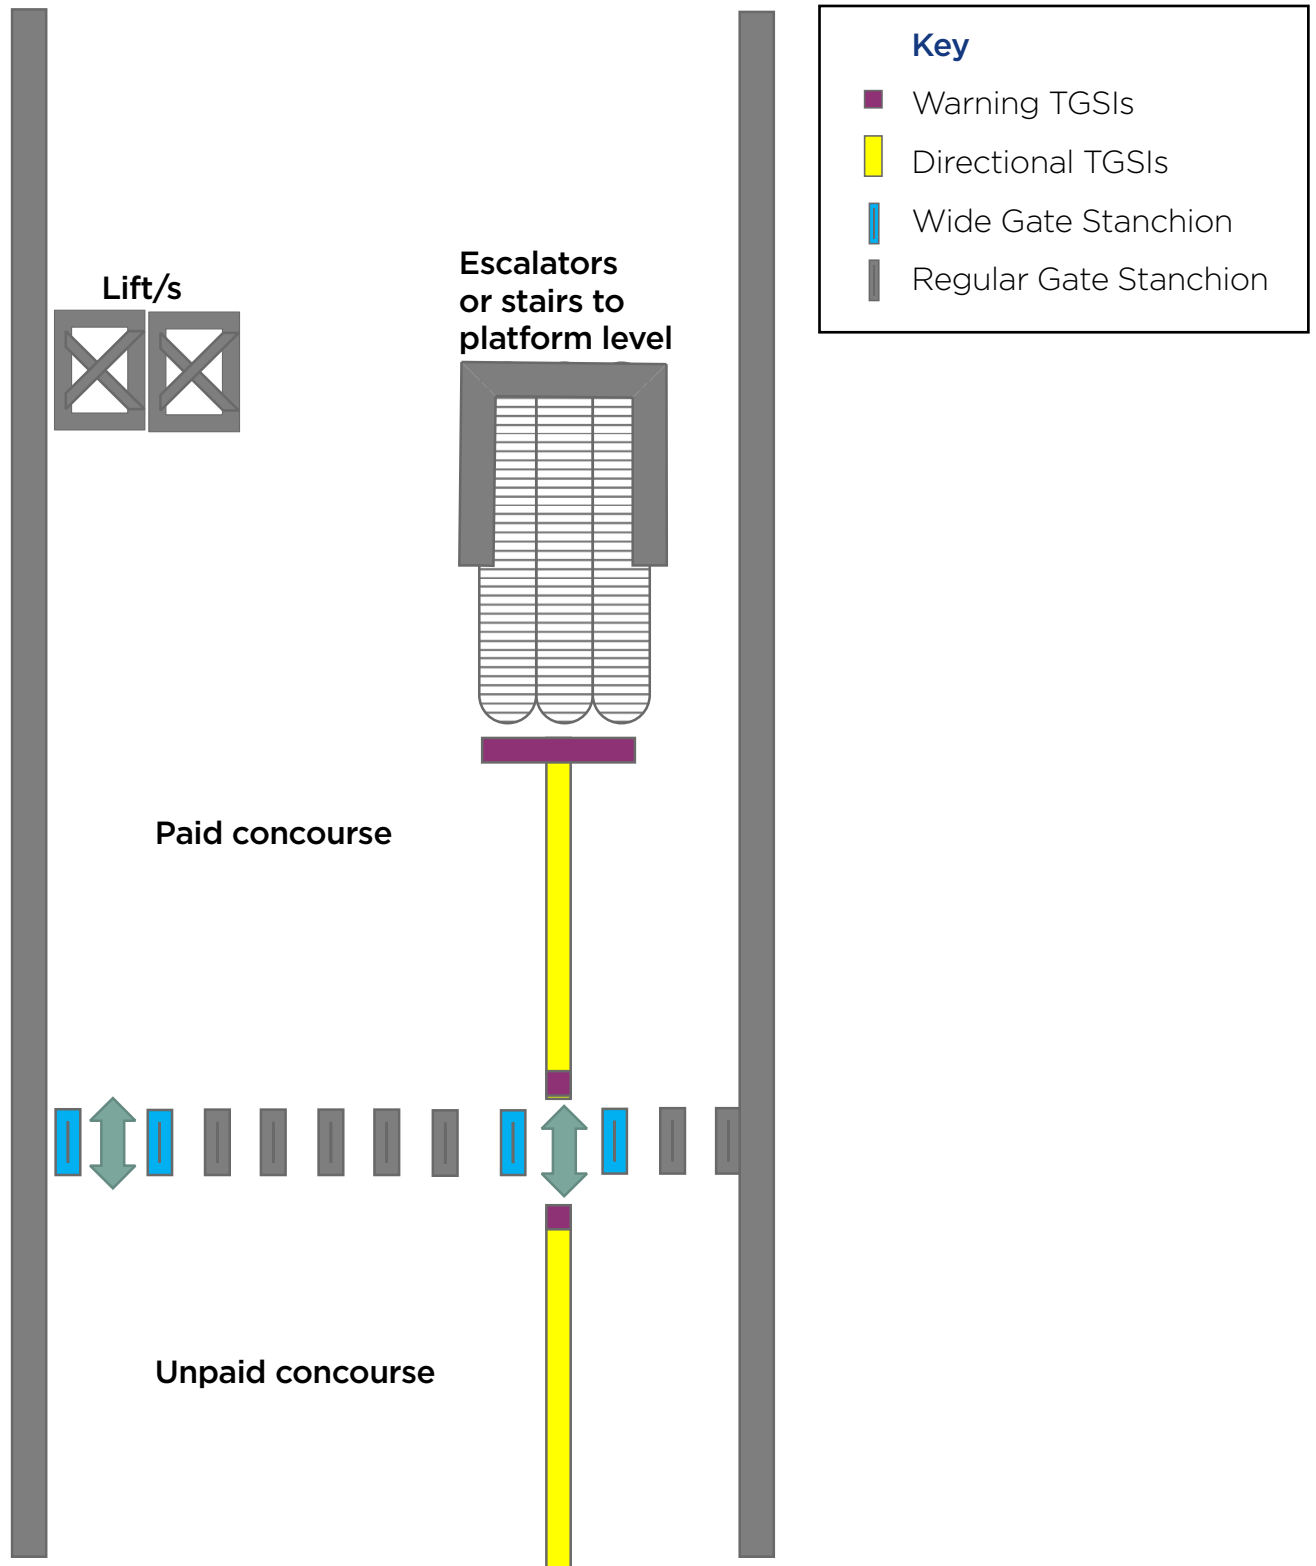 Key
Warning TGSIs
Directional TGSIs
Wide Gate Stanchion
Regular Gate Stanchion
Lift/s
Escalators
or stairs to
platform level
Paid concourse
Unpaid concourse